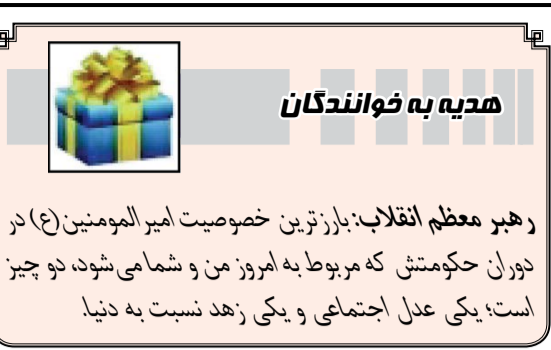 هدیه به خوانندگان
رهبر معظم انقلاب: بارزترین خصوصیت امیرالمومنین(ع) در
دوران حکومتش که مربوط به امروز من و شما می‌شود، دو چیز
است؛ یکی عدل اجتماعی و یکی زهد نسبت به دنیا.